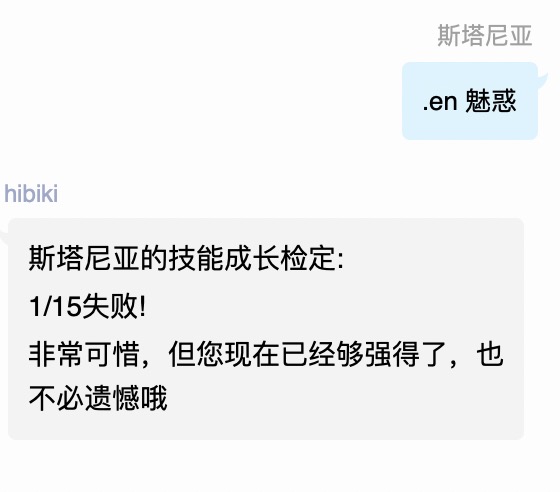 斯塔尼亚
.en 魅惑
hibiki
斯塔尼亚的技能成长检定:
1/15失败!
非常可惜，但您现在已经够强得了，也
不必遗憾哦